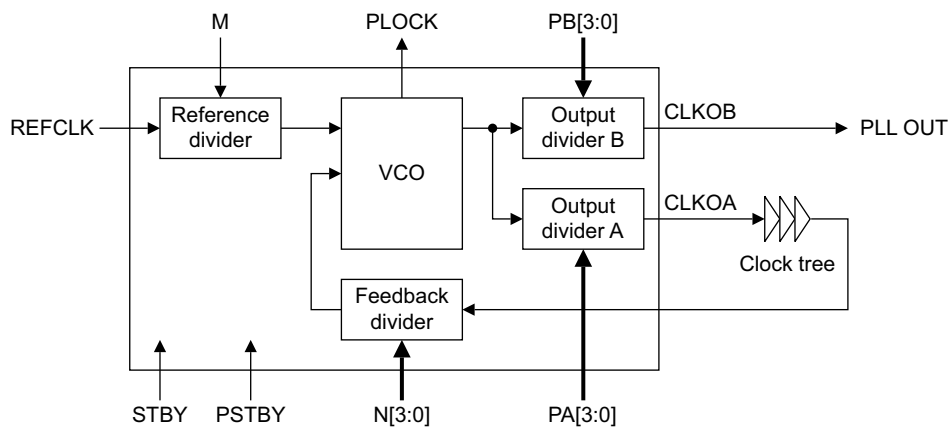 M
PLOCK
PB[3:0]
REFCLK
Reference
divider
VCO
Output
divider B
CLKOB
PLL OUT
Output
divider A
CLKOA
Clock tree
Feedback
divider
STBY
PSTBY
N[3:0]
PA[3:0]